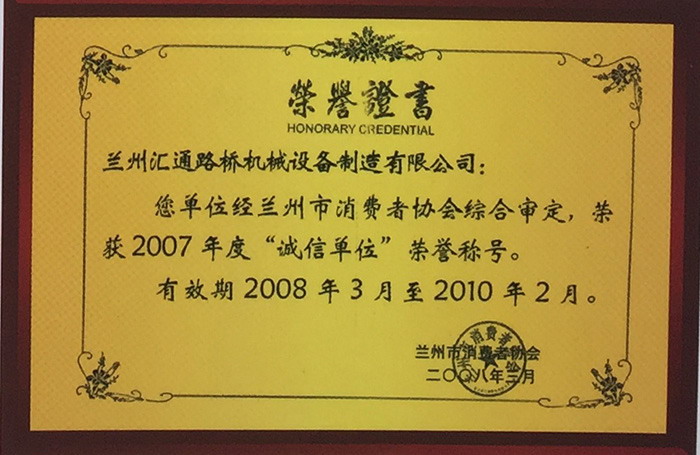 榮譽證書
HONORARY CREDENTIAL
兰州汇通路桥机械设备制造有限公司：
您单位经兰州市消费者协会综合审定，荣
获2007年度“诚信单位”荣誉称号。
有效期2008年3月至2010年2月。
兰州市消费者协会
二〇〇八年三月